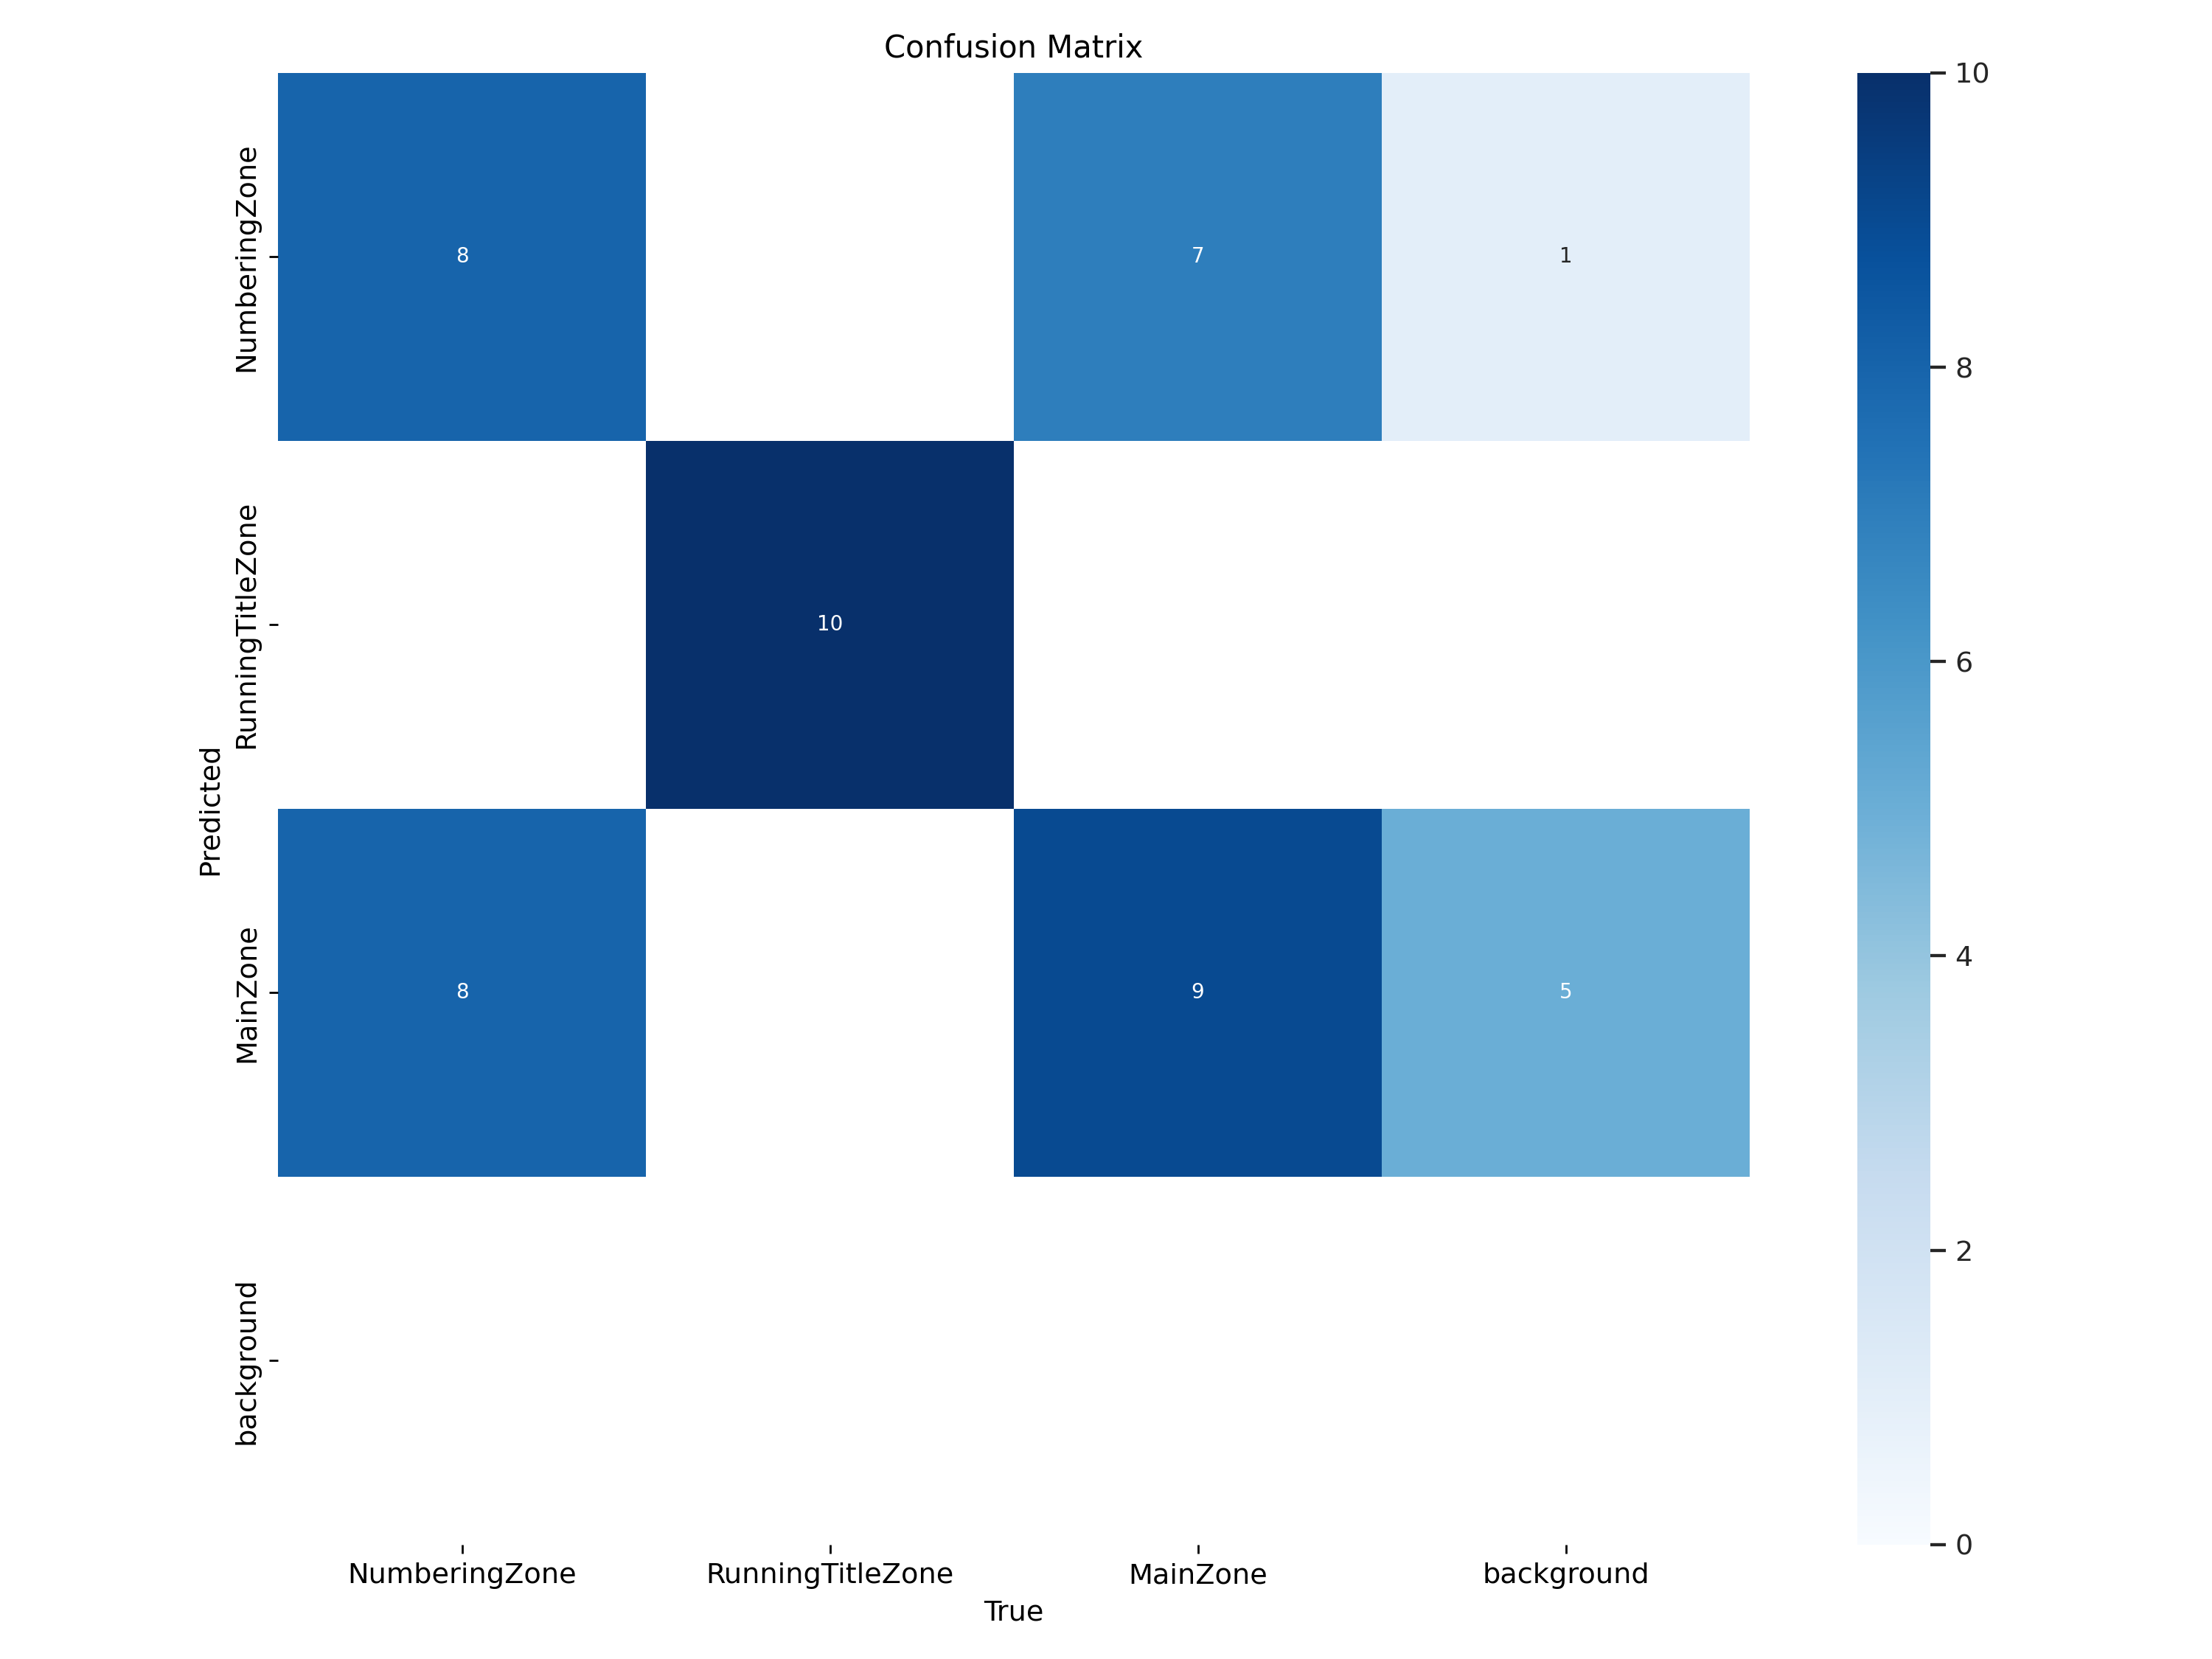 Confusion Matrix
NumberingZone
RunningTitleZone
MainZone
background
Predicted
8
7
1
10
8
9
5
NumberingZone
RunningTitleZone
MainZone
background
True
10
8
6
4
2
0